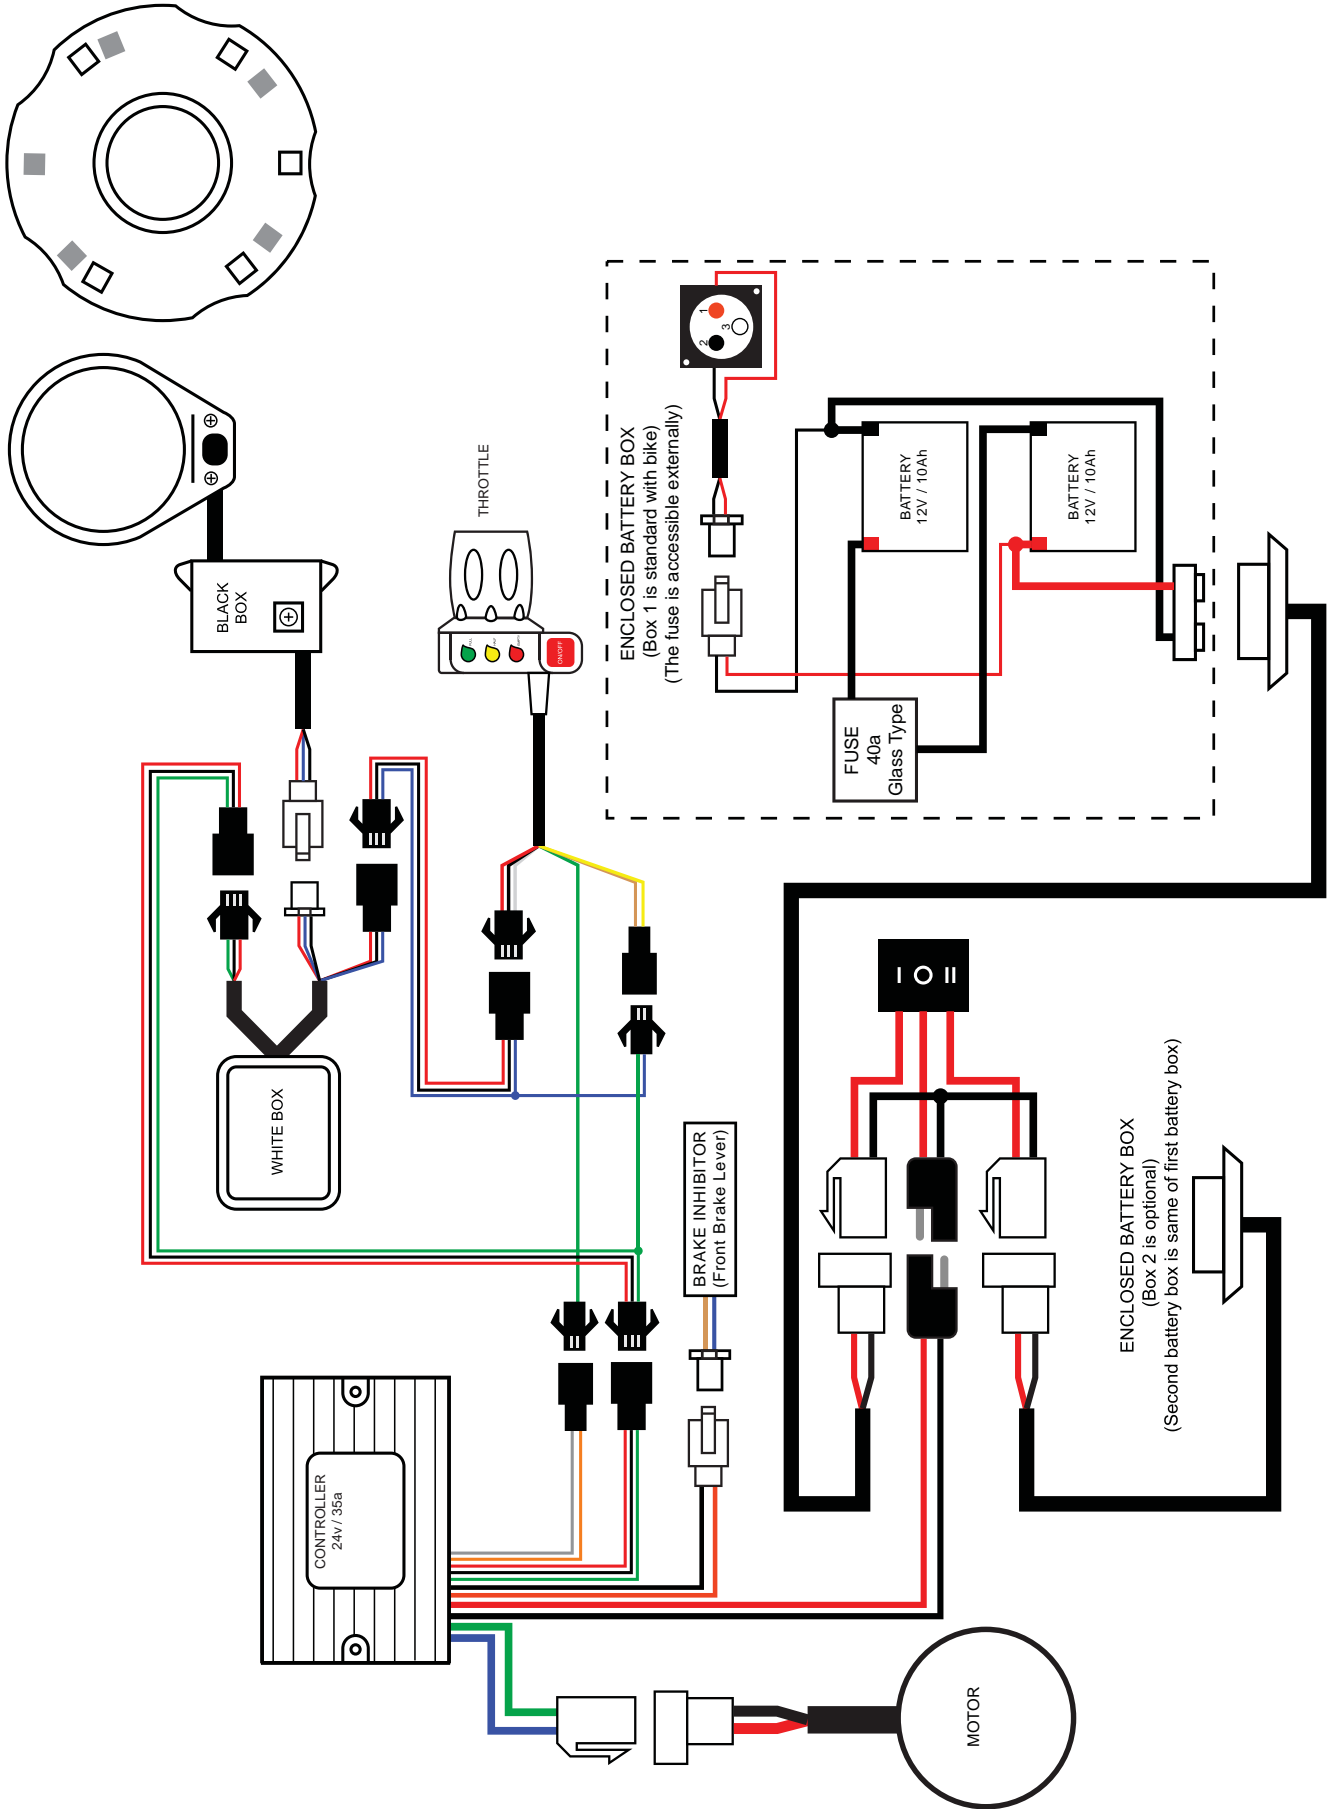 BLACK
BOX
THROTTLE
ON/OFF
ENCLOSED BATTERY BOX
(Box 1 is standard with bike)
(The fuse is accessible externally)
1
2
3
BATTERY
12V / 10Ah
BATTERY
12V / 10Ah
FUSE
40a
Glass Type
WHITE BOX
I O II
BRAKE INHIBITOR
(Front Brake Lever)
ENCLOSED BATTERY BOX
(Box 2 is optional)
(Second battery box is same of first battery box)
CONTROLLER
24v / 35a
MOTOR